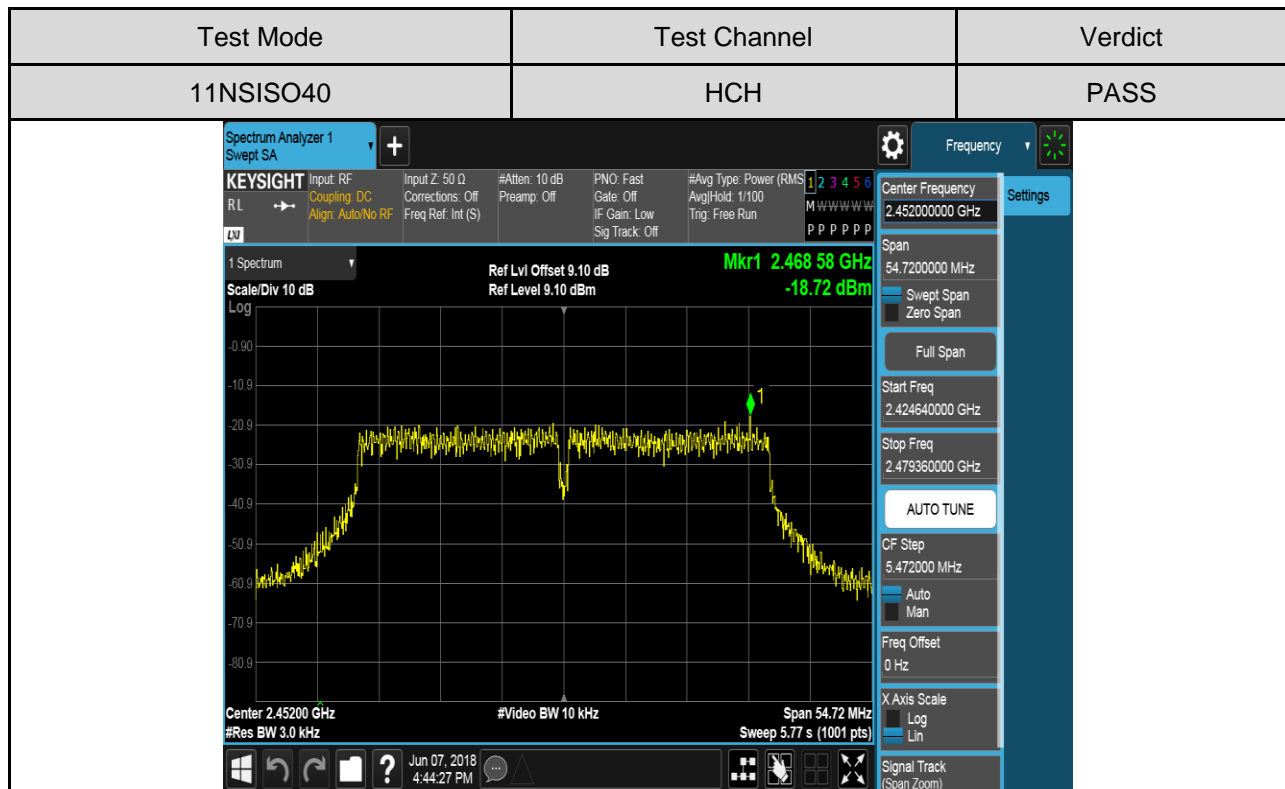 Test Mode Test Channel Verdict
11NSISO40 HCH PASS
Spectrum Analyzer 1
Swept SA
+
Frequency
KEYSIGHT
RL
LXI
Input: RF
Coupling: DC
Align: Auto/No RF
Input Z: 50 Ω
Corrections: Off
Freq Ref: Int (S)
#Atten: 10 dB
Preamp: Off
PNO: Fast
Gate: Off
IF Gain: Low
Sig Track: Off
#Avg Type: Power (RMS
Avg|Hold: 1/100
Trig: Free Run
1 2 3 4 5 6
M W W W W W
P P P P P P
1 Spectrum
Scale/Div 10 dB
Log
Ref Lvl Offset 9.10 dB
Ref Level 9.10 dBm
Mkr1 2.468 58 GHz
-18.72 dBm
1
-0.90
-10.9
-20.9
-30.9
-40.9
-50.9
-60.9
-70.9
-80.9
Center 2.45200 GHz
#Res BW 3.0 kHz
#Video BW 10 kHz
Span 54.72 MHz
Sweep 5.77 s (1001 pts)
?
Jun 07, 2018
4:44:27 PM
Center Frequency
2.452000000 GHz
Settings
Span
54.7200000 MHz
Swept Span
Zero Span
Full Span
Start Freq
2.424640000 GHz
Stop Freq
2.479360000 GHz
AUTO TUNE
CF Step
5.472000 MHz
Auto
Man
Freq Offset
0 Hz
X Axis Scale
Log
Lin
Signal Track
(Span Zoom)